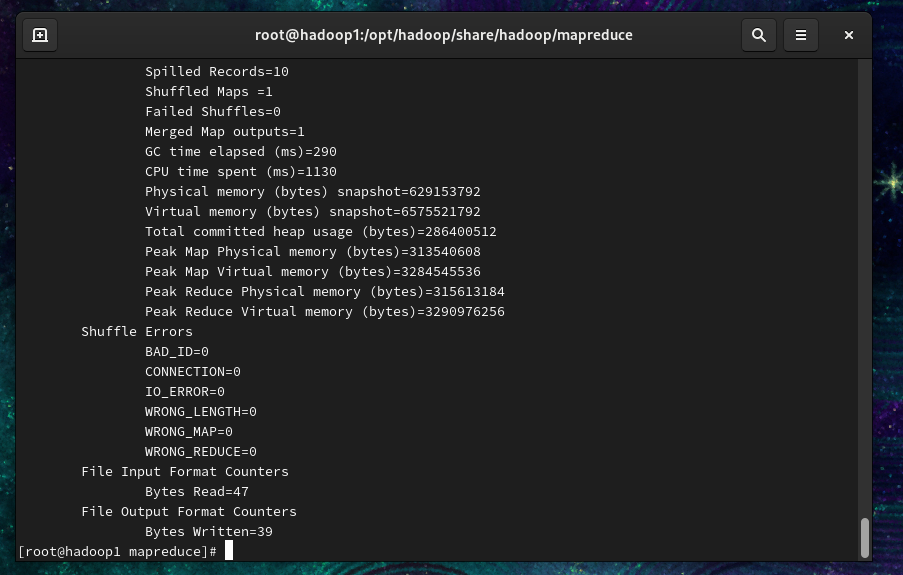 root@hadoop1:/opt/hadoop/share/hadoop/mapreduce
Spilled Records=10
Shuffled Maps =1
Failed Shuffles=0
Merged Map outputs=1
GC time elapsed (ms)=290
CPU time spent (ms)=1130
Physical memory (bytes) snapshot=629153792
Virtual memory (bytes) snapshot=6575521792
Total committed heap usage (bytes)=286400512
Peak Map Physical memory (bytes)=313540608
Peak Map Virtual memory (bytes)=3284545536
Peak Reduce Physical memory (bytes)=315613184
Peak Reduce Virtual memory (bytes)=3290976256
Shuffle Errors
BAD_ID=0
CONNECTION=0
IO_ERROR=0
WRONG_LENGTH=0
WRONG_MAP=0
WRONG_REDUCE=0
File Input Format Counters
Bytes Read=47
File Output Format Counters
Bytes Written=39
[root@hadoop1 mapreduce]#